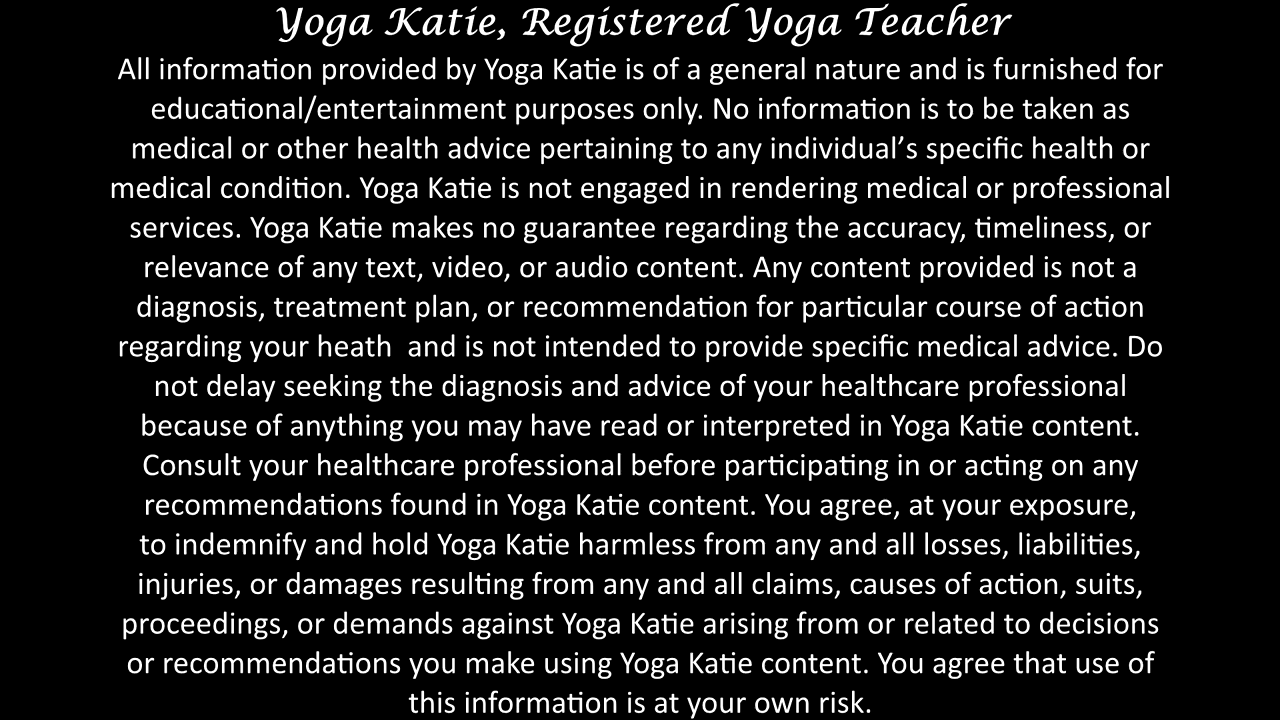 Yoga Katie, Registered Yoga Teacher
All information provided by Yoga Katie is of a general nature and is furnished for
educational/entertainment purposes only. No information is to be taken as
medical or other health advice pertaining to any individual’s specific health or
medical condition. Yoga Katie is not engaged in rendering medical or professional
services. Yoga Katie makes no guarantee regarding the accuracy, timeliness, or
relevance of any text, video, or audio content. Any content provided is not a
diagnosis, treatment plan, or recommendation for particular course of action
regarding your heath  and is not intended to provide specific medical advice. Do
not delay seeking the diagnosis and advice of your healthcare professional
because of anything you may have read or interpreted in Yoga Katie content.
Consult your healthcare professional before participating in or acting on any
recommendations found in Yoga Katie content. You agree, at your exposure,
to indemnify and hold Yoga Katie harmless from any and all losses, liabilities,
injuries, or damages resulting from any and all claims, causes of action, suits,
proceedings, or demands against Yoga Katie arising from or related to decisions
or recommendations you make using Yoga Katie content. You agree that use of
this information is at your own risk.